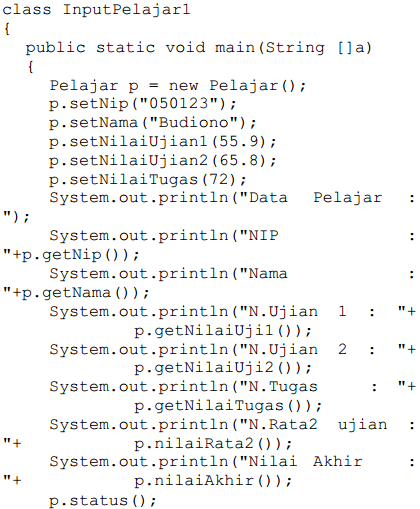 class InputPelajar1
{
public static void main(String []a)
{
Pelajar p = new Pelajar();
p.setNip("050123");
p.setNama("Budiono");
p.setNilaiUjian1(55.9);
p.setNilaiUjian2(65.8);
p.setNilaiTugas(72);
System.out.println("Data Pelajar :
");
System.out.println("NIP :
"+p.getNip());
System.out.println("Nama :
"+p.getNama());
System.out.println("N.Ujian 1 : "+
p.getNilaiUji1());
System.out.println("N.Ujian 2 : "+
p.getNilaiUji2());
System.out.println("N.Tugas : "+
p.getNilaiTugas());
System.out.println("N.Rata2 ujian :
"+ p.nilaiRata2());
System.out.println("Nilai Akhir :
"+ p.nilaiAkhir());
p.status();